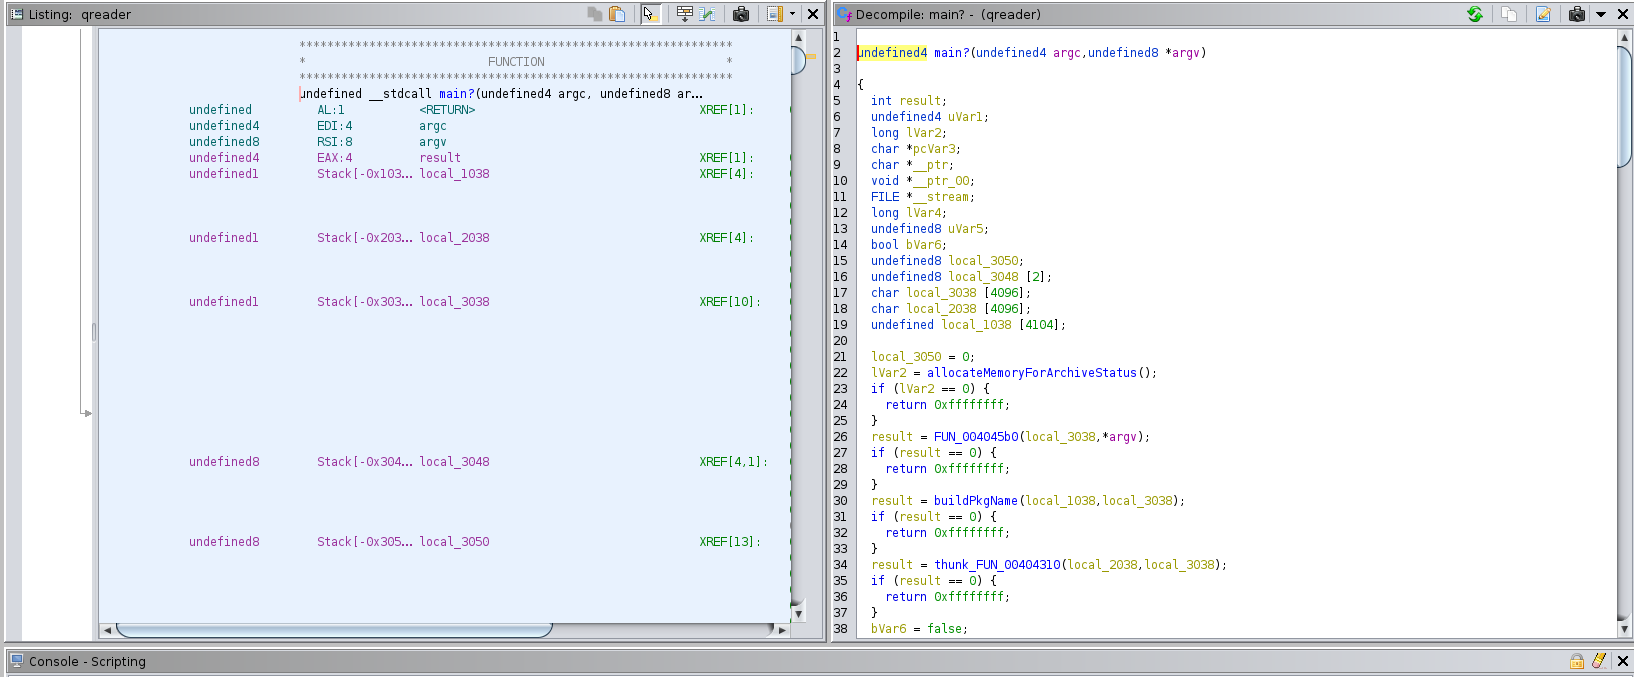 Listing: qreader
**************************************************************
* FUNCTION *
**************************************************************
undefined __stdcall main?(undefined4 argc, undefined8 ar...
undefined AL:1 <RETURN> XREF[1]:
undefined4 EDI:4 argc
undefined8 RSI:8 argv
undefined4 EAX:4 result XREF[1]:
undefined1 Stack[-0x103... local_1038 XREF[4]:
undefined1 Stack[-0x203... local_2038 XREF[4]:
undefined1 Stack[-0x303... local_3038 XREF[10]:
undefined8 Stack[-0x304... local_3048 XREF[4,1]:
undefined8 Stack[-0x305... local_3050 XREF[13]:
Decompile: main? - (qreader)
1
2 undefined4 main?(undefined4 argc,undefined8 *argv)
3
4 {
5 int result;
6 undefined4 uVar1;
7 long lVar2;
8 char *pcVar3;
9 char *__ptr;
10 void *__ptr_00;
11 FILE *__stream;
12 long lVar4;
13 undefined8 uVar5;
14 bool bVar6;
15 undefined8 local_3050;
16 undefined8 local_3048 [2];
17 char local_3038 [4096];
18 char local_2038 [4096];
19 undefined local_1038 [4104];
20
21 local_3050 = 0;
22 lVar2 = allocateMemoryForArchiveStatus();
23 if (lVar2 == 0) {
24 return 0xffffffff;
25 }
26 result = FUN_004045b0(local_3038,*argv);
27 if (result == 0) {
28 return 0xffffffff;
29 }
30 result = buildPkgName(local_1038,local_3038);
31 if (result == 0) {
32 return 0xffffffff;
33 }
34 result = thunk_FUN_00404310(local_2038,local_3038);
35 if (result == 0) {
36 return 0xffffffff;
37 }
38 bVar6 = false;
Console - Scripting